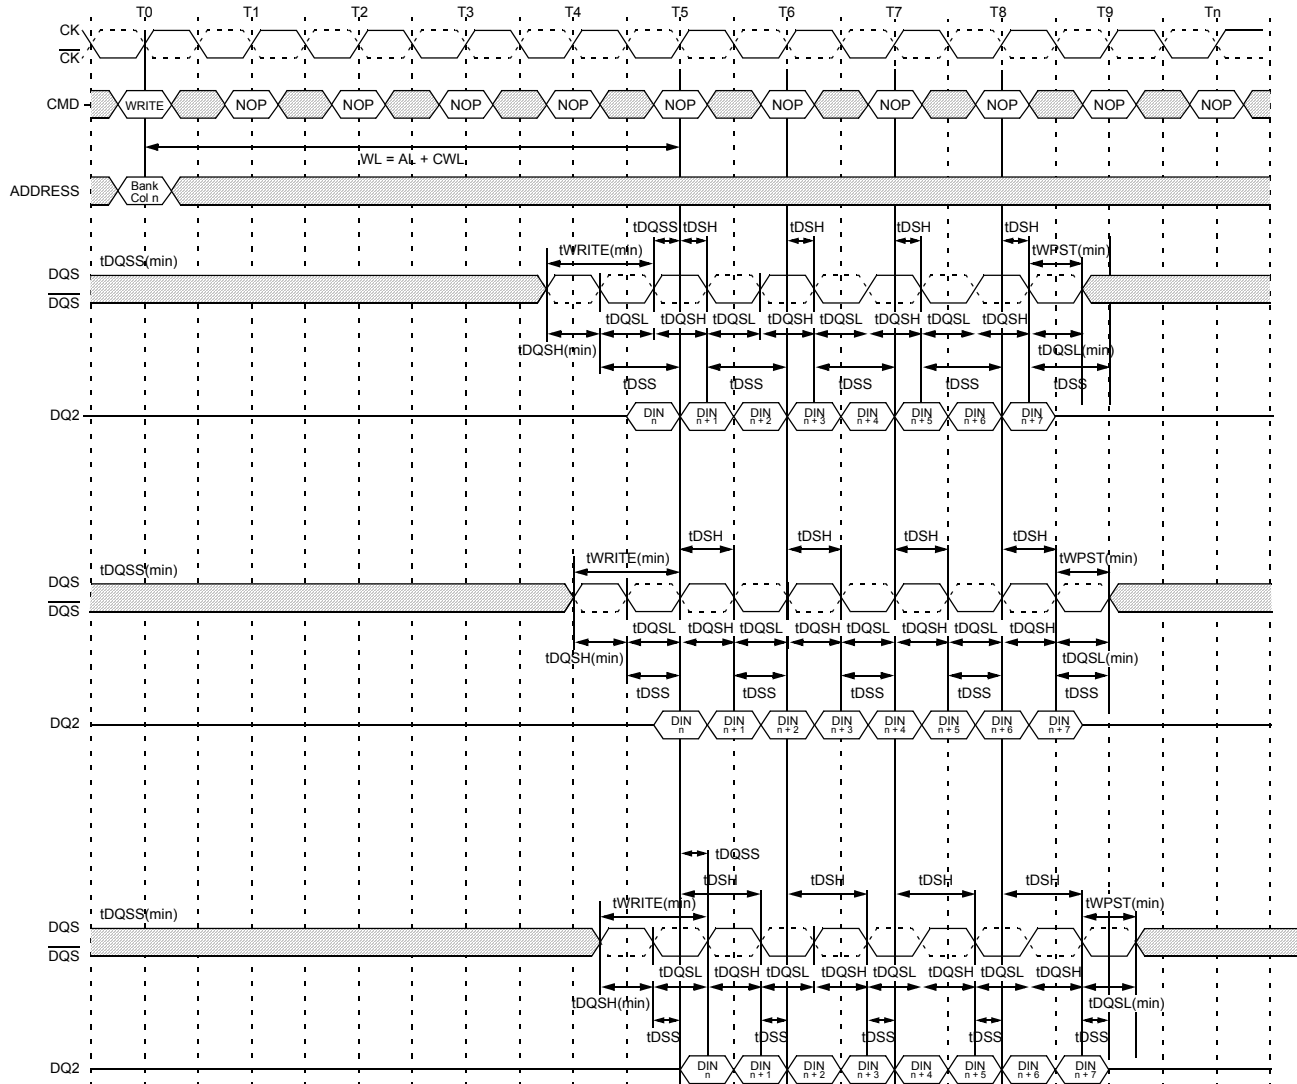 T0 T1 T2 T3 T4 T5 T6 T7 T8 T9 Tn
CK
CK
CMD WRITE NOP NOP NOP NOP NOP NOP NOP NOP NOP NOP
WL = AL + CWL
ADDRESS Bank Col n
tDQSS tDSH tDSH tDSH tDSH
tWRITE(min) tWPST(min)
tDQSS(min)
DQS
DQS
tDQSL tDQSH tDQSL tDQSH tDQSL tDQSH tDQSL tDQSH
tDQSH(min) tDQSL(min)
tDSS tDSS tDSS tDSS tDSS
DQ2 DIN n DIN n + 1 DIN n + 2 DIN n + 3 DIN n + 4 DIN n + 5 DIN n + 6 DIN n + 7
tDSH tDSH tDSH tDSH
tWRITE(min) tWPST(min)
tDQSS(min)
DQS
DQS
tDQSL tDQSH tDQSL tDQSH tDQSL tDQSH tDQSL tDQSH
tDQSH(min) tDQSL(min)
tDSS tDSS tDSS tDSS tDSS
DQ2 DIN n DIN n + 1 DIN n + 2 DIN n + 3 DIN n + 4 DIN n + 5 DIN n + 6 DIN n + 7
tDQSS
tDSH tDSH tDSH tDSH
tWRITE(min) tWPST(min)
tDQSS(min)
DQS
DQS
tDQSL tDQSH tDQSL tDQSH tDQSL tDQSH tDQSL tDQSH
tDQSH(min) tDQSL(min)
tDSS tDSS tDSS tDSS tDSS
DQ2 DIN n DIN n + 1 DIN n + 2 DIN n + 3 DIN n + 4 DIN n + 5 DIN n + 6 DIN n + 7